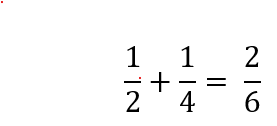 1/2 + 1/4 = 2/6